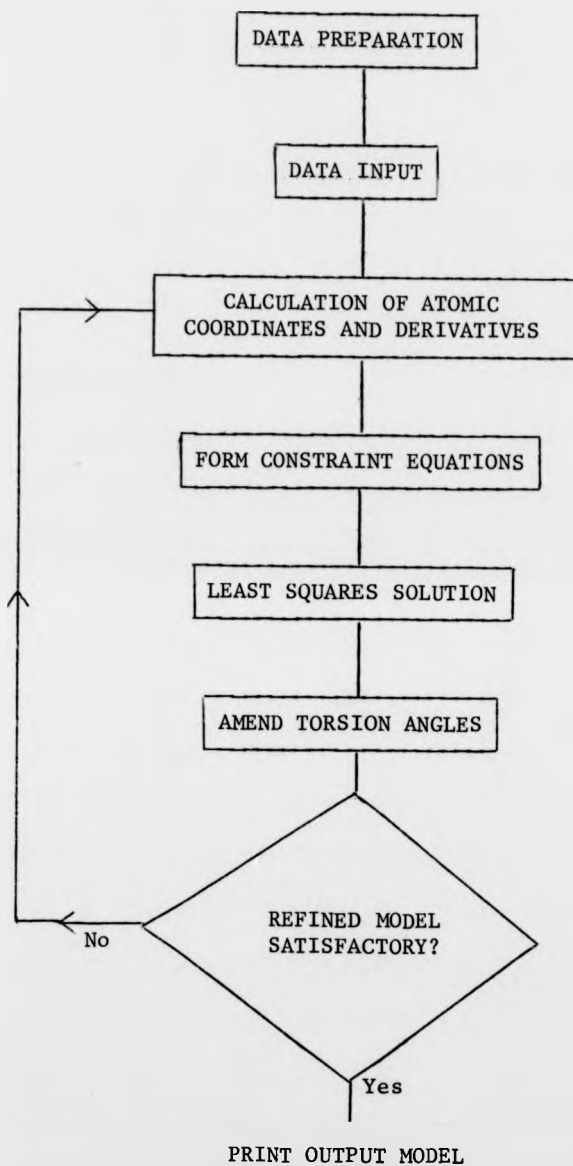 DATA PREPARATION
DATA INPUT
CALCULATION OF ATOMIC
COORDINATES AND DERIVATIVES
FORM CONSTRAINT EQUATIONS
LEAST SQUARES SOLUTION
AMEND TORSION ANGLES
REFINED MODEL
SATISFACTORY?
No
Yes
PRINT OUTPUT MODEL